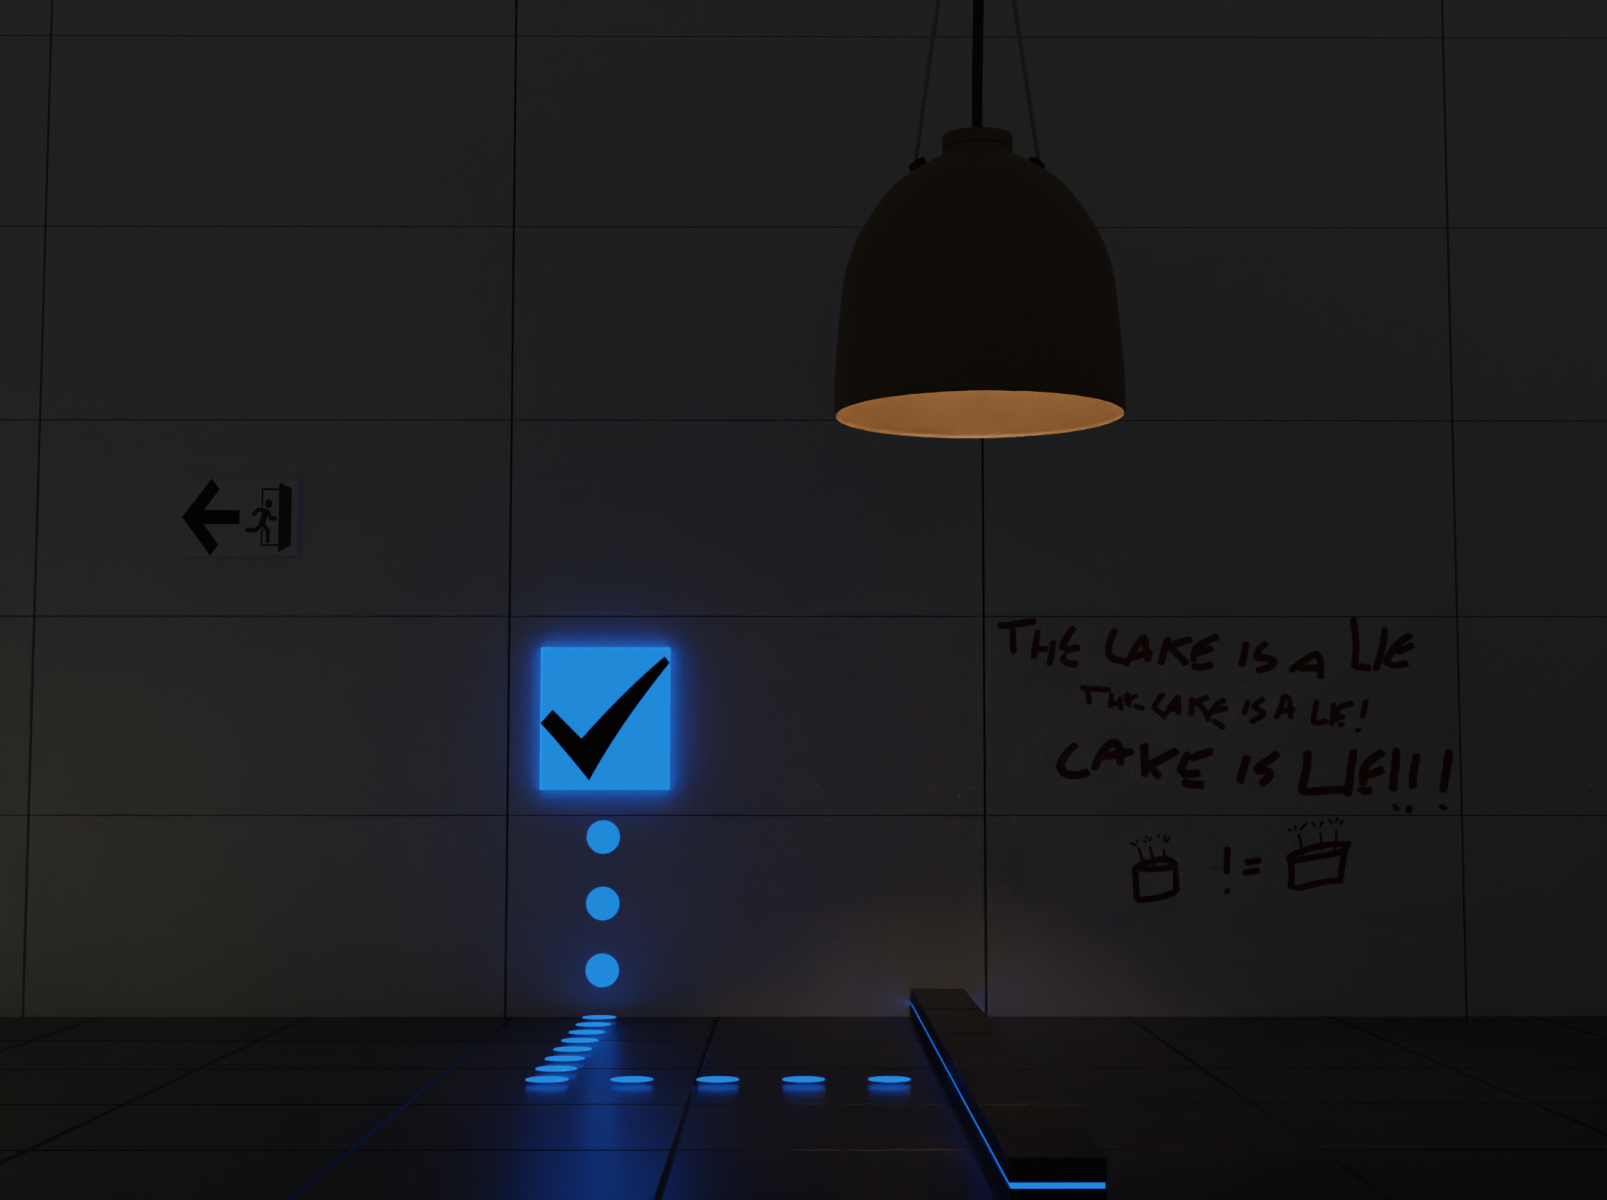 THE CAKE IS A LIE
THE CAKE IS A LIE!
CAKE IS LIE!!!
!=